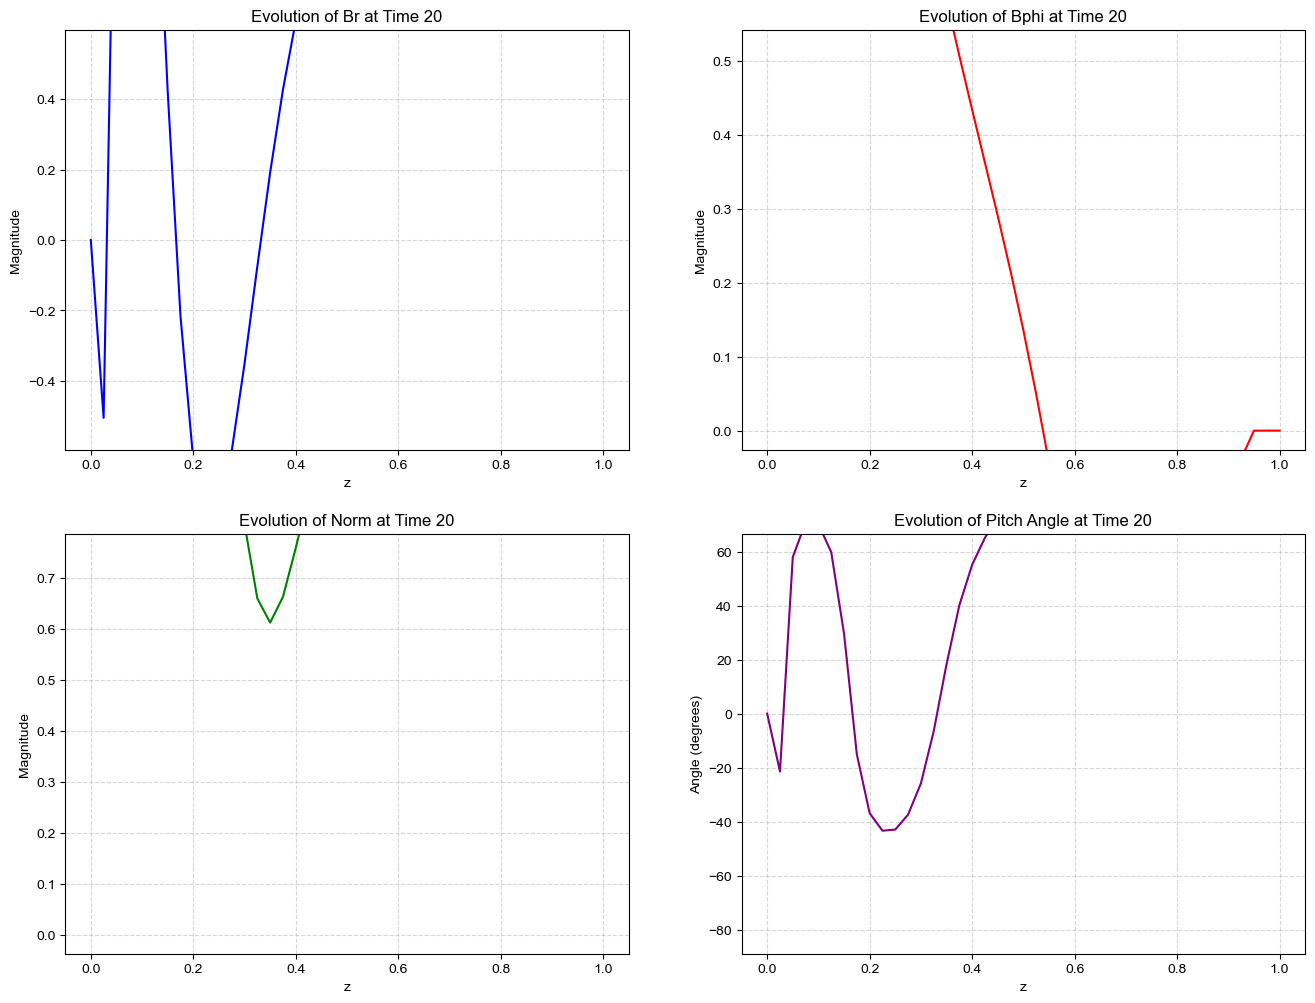 Evolution of Br at Time 20
Magnitude
0.4
0.2
0.0
−0.2
−0.4
0.0 0.2 0.4 0.6 0.8 1.0
z
Evolution of Bphi at Time 20
Magnitude
0.5
0.4
0.3
0.2
0.1
0.0
0.0 0.2 0.4 0.6 0.8 1.0
z
Evolution of Norm at Time 20
Magnitude
0.7
0.6
0.5
0.4
0.3
0.2
0.1
0.0
0.0 0.2 0.4 0.6 0.8 1.0
z
Evolution of Pitch Angle at Time 20
Angle (degrees)
60
40
20
0
−20
−40
−60
−80
0.0 0.2 0.4 0.6 0.8 1.0
z